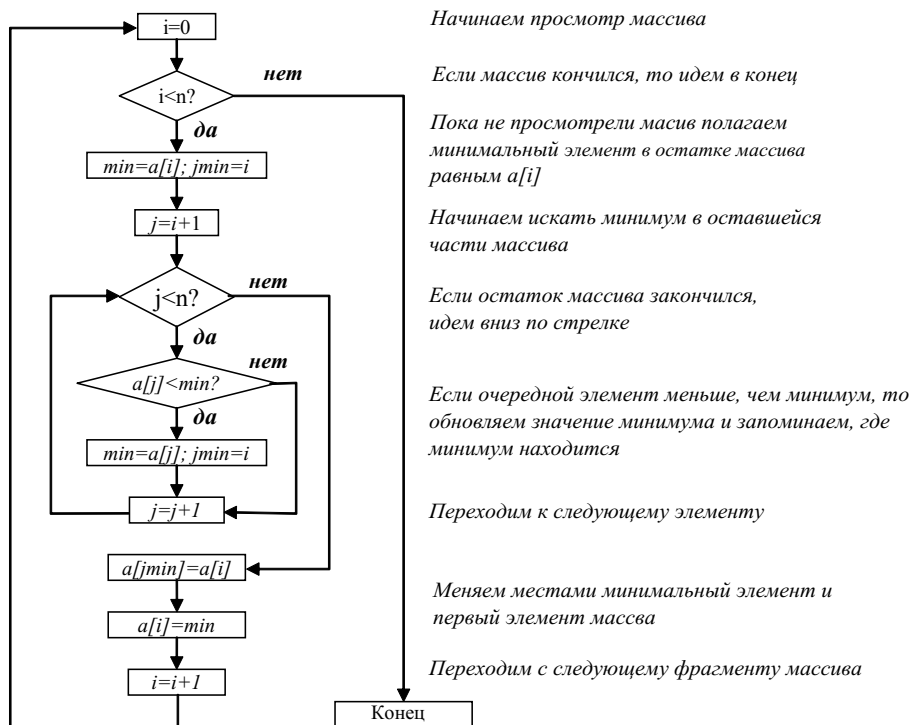 i=0
Начинаем просмотр массива
i<n?
нет
Если массив кончился, то идем в конец
да
Пока не просмотрели масив полагаем
минимальный элемент в остатке массива
равным a[i]
min=a[i]; jmin=i
j=i+1
Начинаем искать минимум в оставшейся
части массива
j<n?
нет
Если остаток массива закончился,
идем вниз по стрелке
да
нет
a[j]<min?
Если очередной элемент меньше, чем минимум, то
обновляем значение минимума и запоминаем, где
минимум находится
да
min=a[j]; jmin=i
j=j+1
Переходим к следующему элементу
a[jmin]=a[i]
Меняем местами минимальный элемент и
первый элемент массва
a[i]=min
i=i+1
Переходим с следующему фрагменту массива
Конец